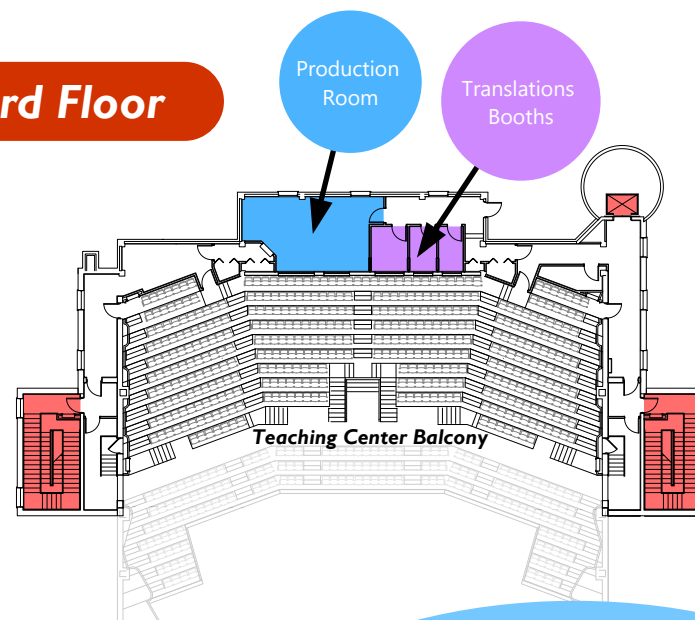 rd Floor
Production
Room
Translations
Booths
Teaching Center Balcony